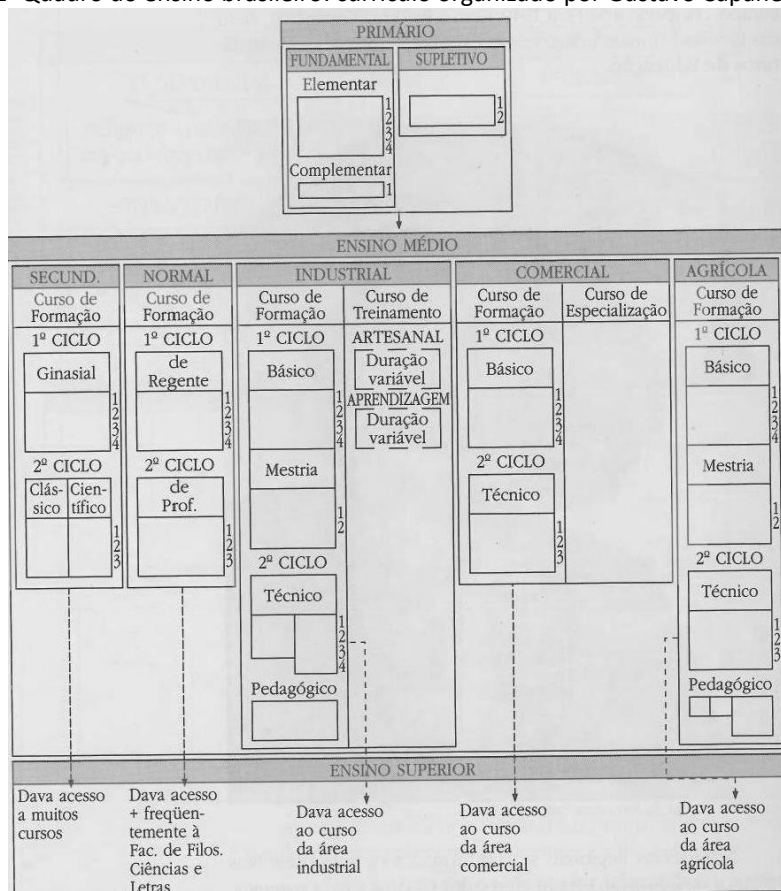 Quadro do ensino brasileiro: currículo organizado por Gustavo
PRIMÁRIO
FUNDAMENTAL
Elementar
1
2
3
4
Complementar
1
SUPLETIVO
1
2
ENSINO MÉDIO
SECUND.
Curso de
Formação
1º CICLO
Ginasial
1
2
3
4
2º CICLO
Clás-
sico
Cien-
tífico
1
2
3
NORMAL
Curso de
Formação
1º CICLO
de
Regente
1
2
3
4
2º CICLO
de
Prof.
1
2
3
INDUSTRIAL
Curso de
Formação
1º CICLO
Básico
1
2
3
4
Mestria
1
2
2º CICLO
Técnico
1
2
3
4
Pedagógico
Curso de
Treinamento
ARTESANAL
Duração
variável
APRENDIZAGEM
Duração
variável
COMERCIAL
Curso de
Formação
1º CICLO
Básico
1
2
3
4
2º CICLO
Técnico
1
2
3
Curso de
Especialização
AGRÍCOLA
Curso de
Formação
1º CICLO
Básico
1
2
3
4
Mestria
1
2
2º CICLO
Técnico
1
2
3
Pedagógico
ENSINO SUPERIOR
Dava acesso
a muitos
cursos
Dava acesso
+ freqüen-
temente à
Fac. de Filos.
Ciências e
Letras
Dava acesso
ao curso
da área
industrial
Dava acesso
ao curso
da área
comercial
Dava acesso
ao curso
da área
agrícola